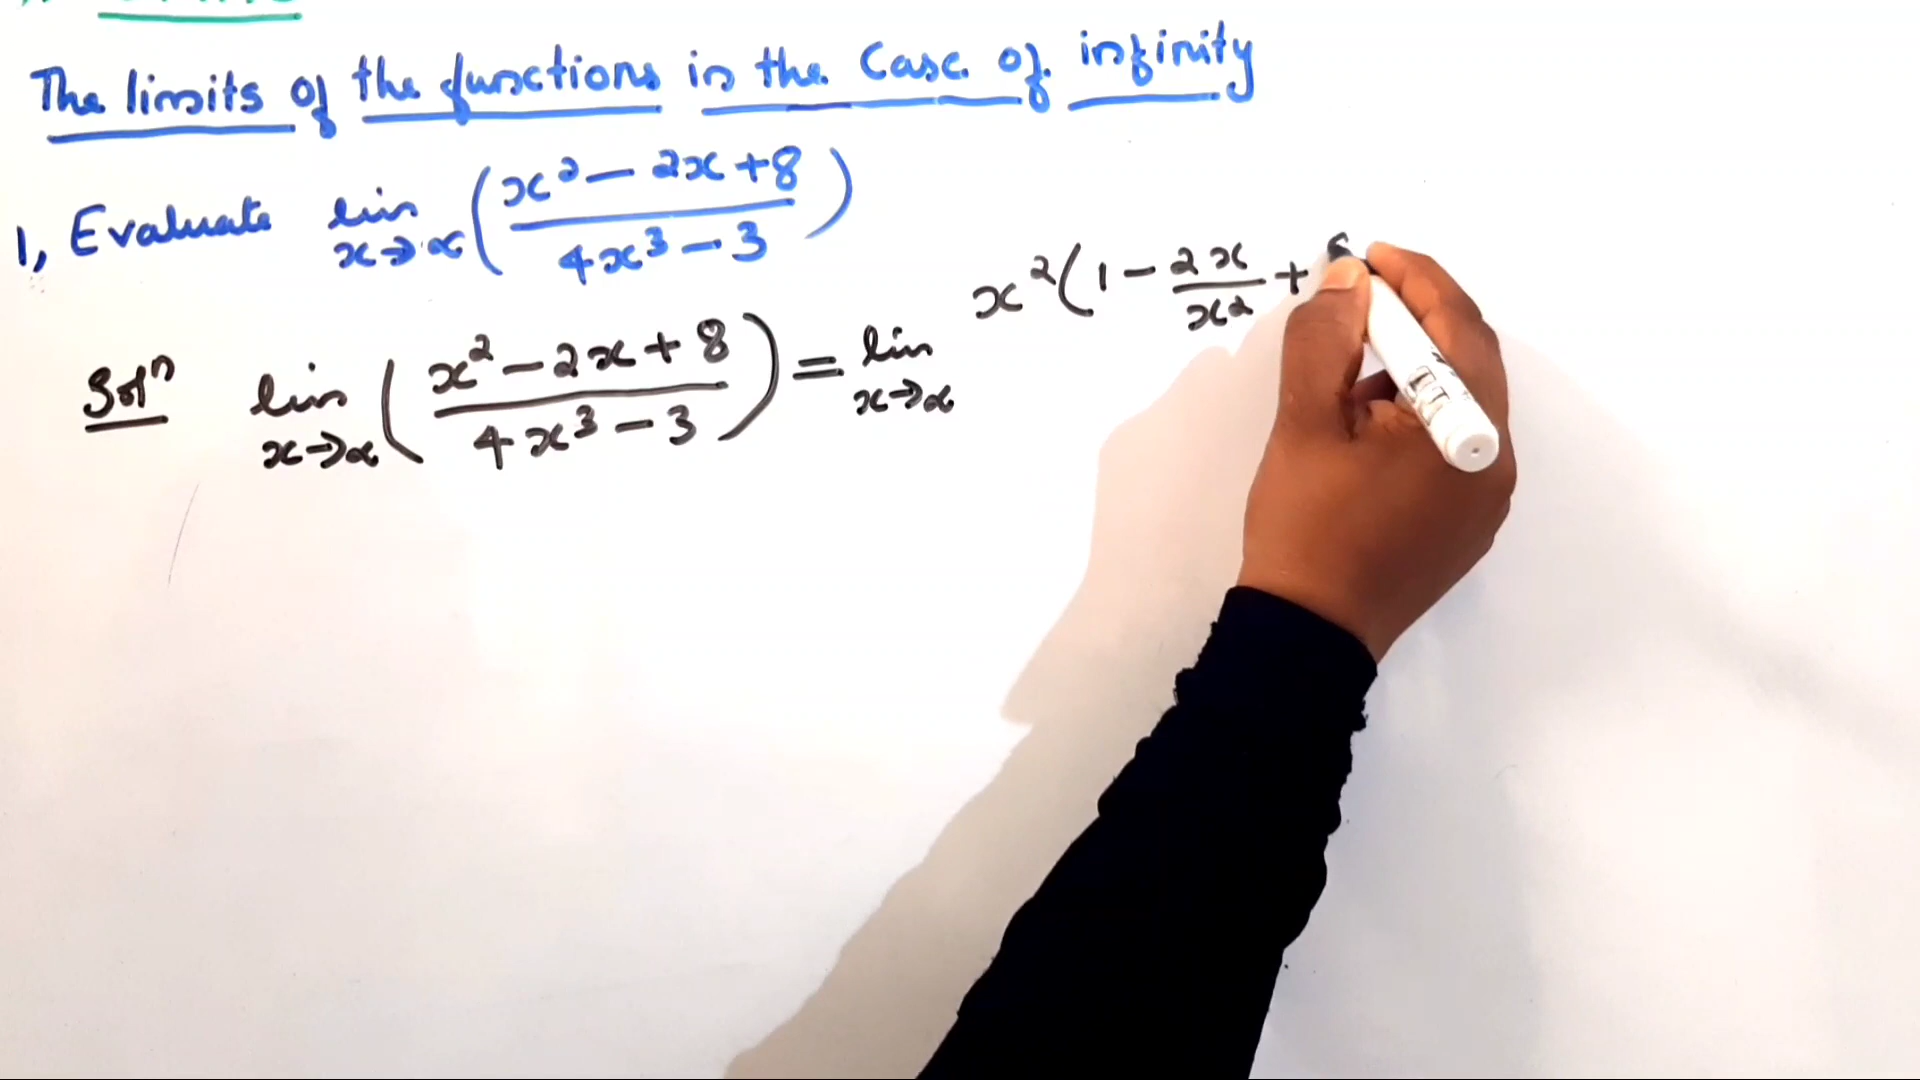 The limits of the functions in the case of infinity
1, Evaluate lim x→∝ (x² − 2x + 8 / 4x³ − 3)
Solⁿ lim x→∝ (x² − 2x + 8 / 4x³ − 3) = lim x→∝ x²(1 − 2x/x² +